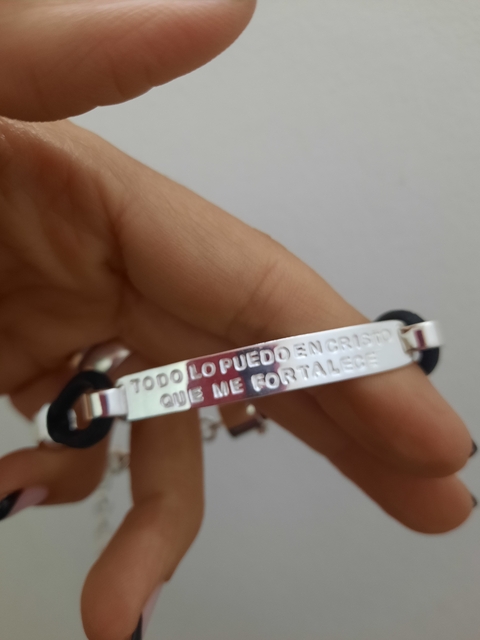 TODO LO PUEDO EN CRISTO
QUE ME FORTALECE